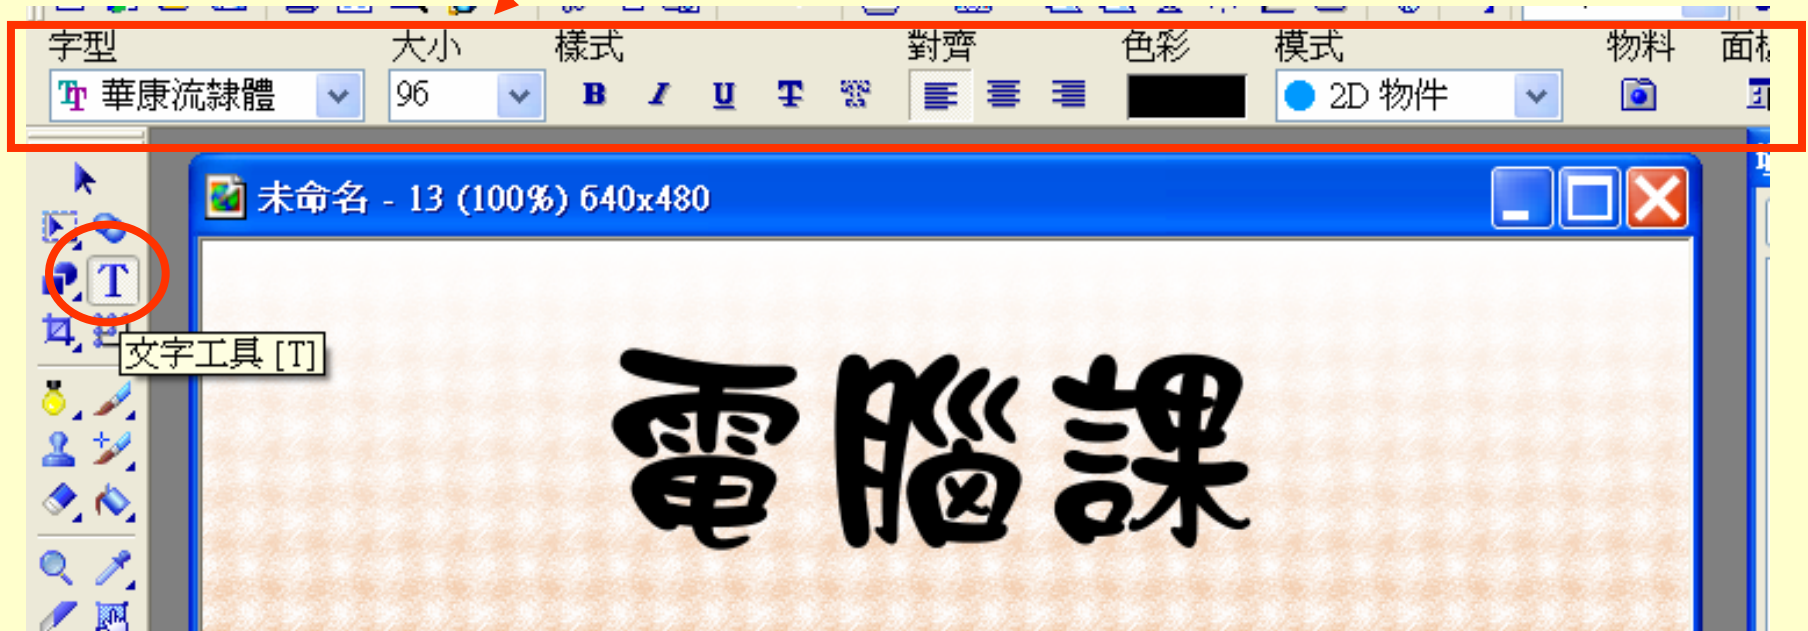 字型 大小 樣式 對齊 色彩 模式 物料
華康流隸體 96 B I U T 2D 物件
未命名 - 13 (100%) 640x480
T
文字工具 [T]
電腦課